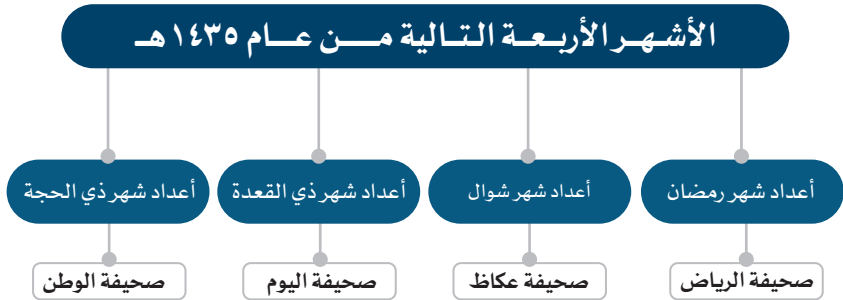 الأشهر الأربعة التالية من عام ١٤٣٥هـ
أعداد شهر رمضان
أعداد شهر شوال
أعداد شهر ذي القعدة
أعداد شهر ذي الحجة
صحيفة الرياض
صحيفة عكاظ
صحيفة اليوم
صحيفة الوطن